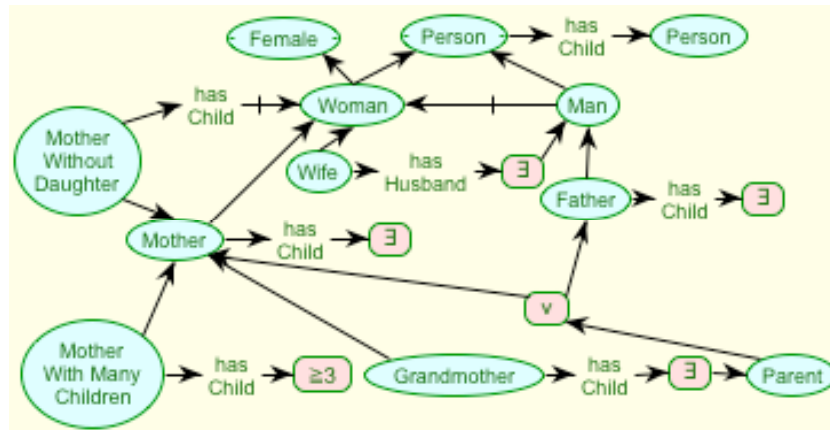 Female
Person
has
Child
Person
has
Child
Woman
Man
Mother
Without
Daughter
Wife
has
Husband
∃
Father
has
Child
∃
Mother
has
Child
∃
v
Mother
With Many
Children
has
Child
≧3
Grandmother
has
Child
∃
Parent